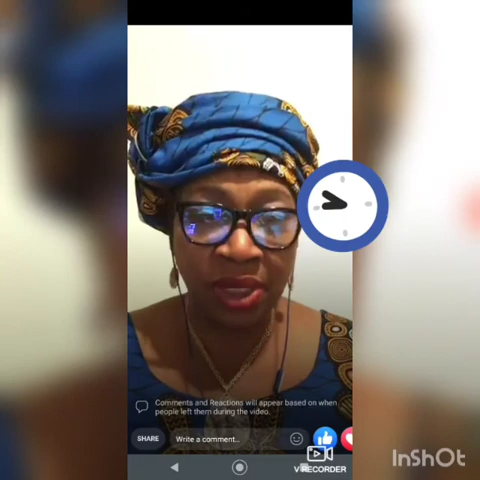 Comments and Reactions will appear based on when
people left them during the video.
SHARE
Write a comment...
V RECORDER
InShOt